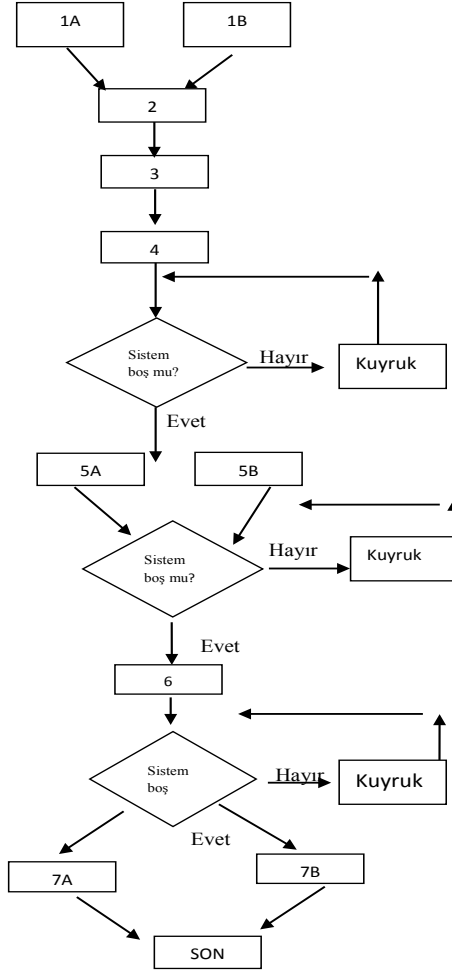 1A
1B
2
3
4
Sistem
boş mu?
Hayır
Kuyruk
Evet
5A
5B
Sistem
boş mu?
Hayır
Kuyruk
Evet
6
Sistem
boş
Hayır
Kuyruk
Evet
7A
7B
SON